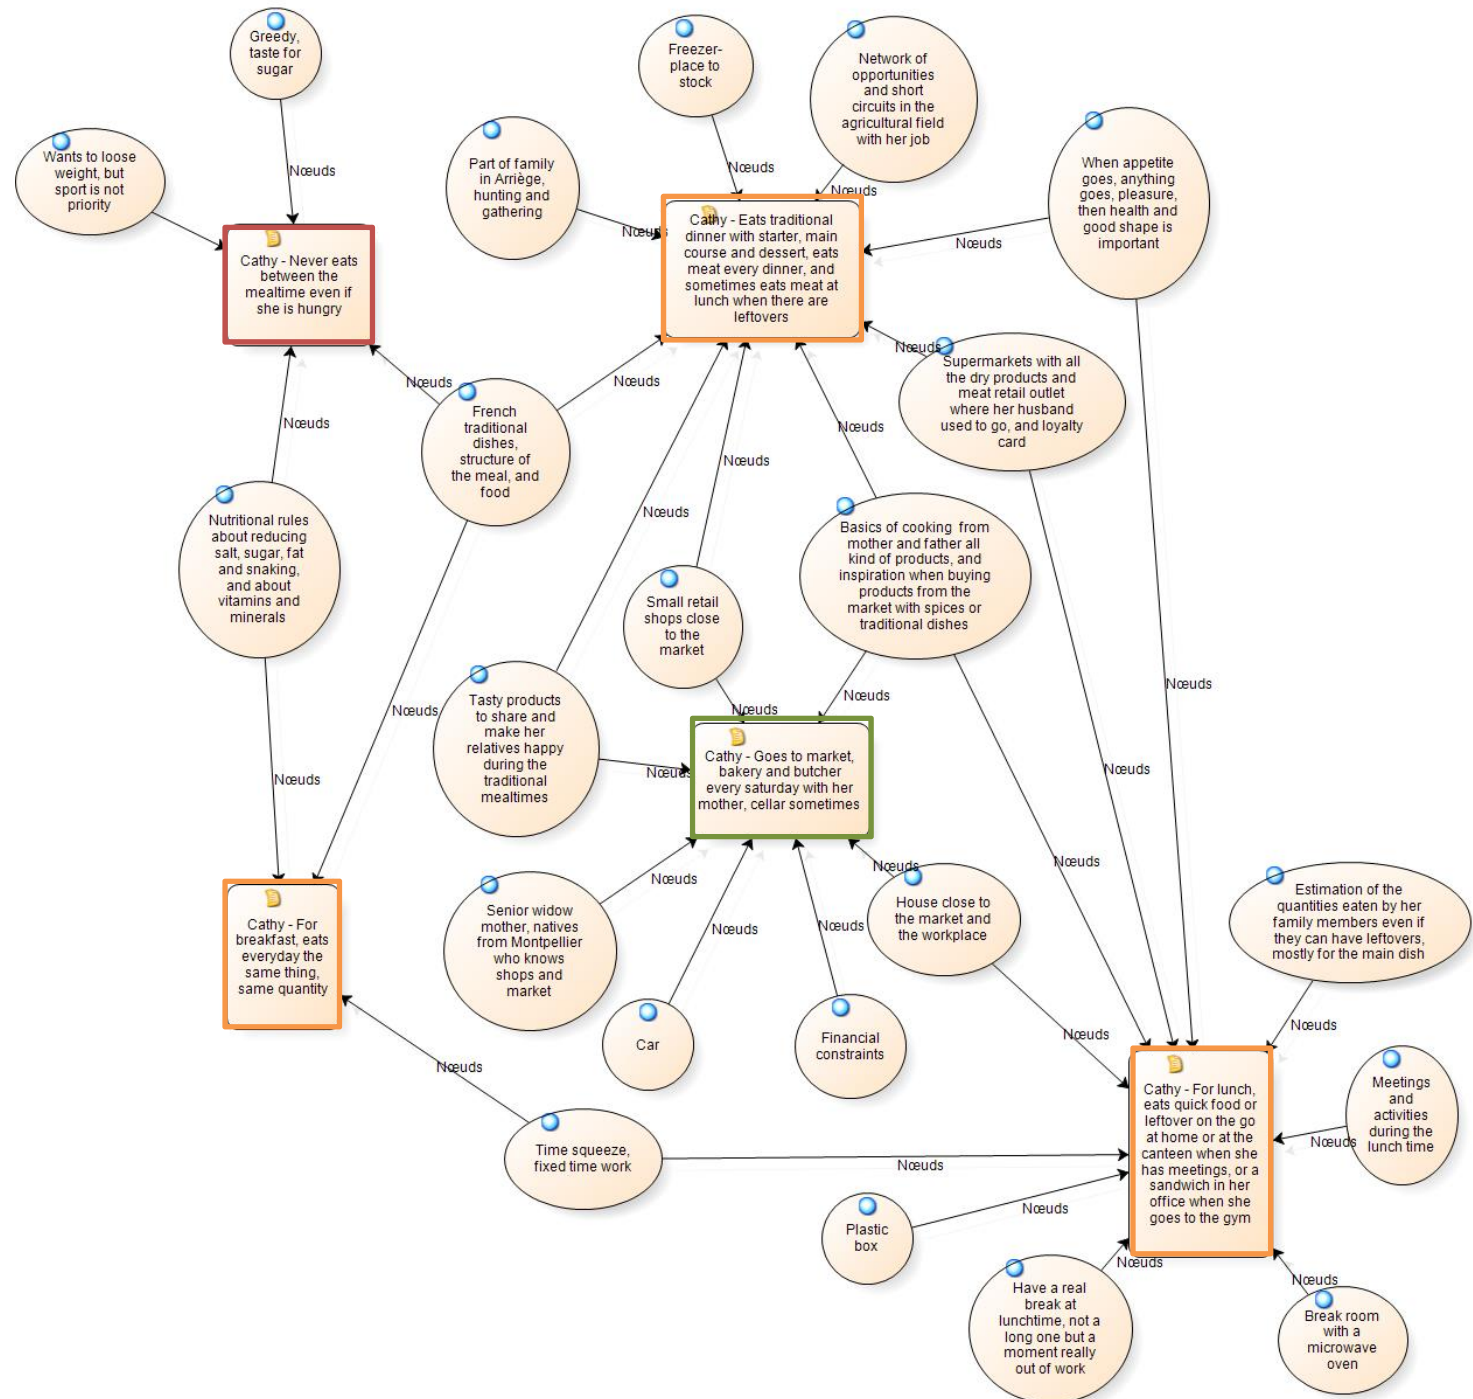 Greedy,
taste for
sugar
Nœuds
Wants to loose
weight, but
sport is not
priority
Cathy - Never eats
between the
mealtime even if
she is hungry
Freezer-
place to
stock
Nœuds
Network of
opportunities
and short
circuits in the
agricultural field
with her job
Nœuds
Part of family
in Arriège,
hunting and
gathering
Nœuds
Cathy - Eats traditional
dinner with starter, main
course and dessert, eats
meat every dinner, and
sometimes eats meat at
lunch when there are
leftovers
When appetite
goes, anything
goes, pleasure,
then health and
good shape is
important
Nœuds
Nœuds
Supermarkets with all
the dry products and
meat retail outlet
where her husband
used to go, and loyalty
card
Nœuds
Nœuds
French
traditional
dishes,
structure of
the meal, and
food
Nœuds
Nœuds
Nœuds
Nutritional rules
about reducing
salt, sugar, fat
and snaking,
and about
vitamins and
minerals
Nœuds
Nœuds
Basics of cooking from
mother and father all
kind of products, and
inspiration when buying
products from the
market with spices or
traditional dishes
Nœuds
Nœuds
Nœuds
Small retail
shops close
to the
market
Nœuds
Nœuds
Tasty products
to share and
make her
relatives happy
during the
traditional
mealtimes
Nœuds
Nœuds
Cathy - Goes to market,
bakery and butcher
every saturday with her
mother, cellar sometimes
Senior widow
mother, natives
from Montpellier
who knows
shops and
market
Nœuds
Car
Nœuds
Financial
constraints
Nœuds
House close to
the market and
the workplace
Nœuds
Nœuds
Estimation of the
quantities eaten by her
family members even if
they can have leftovers,
mostly for the main dish
Nœuds
Cathy - For
breakfast, eats
everyday the
same thing,
same quantity
Nœuds
Time squeeze,
fixed time work
Nœuds
Cathy - For lunch,
eats quick food or
leftover on the go
at home or at the
canteen when she
has meetings, or a
sandwich in her
office when she
goes to the gym
Meetings
and
activities
during the
lunch time
Nœuds
Plastic
box
Nœuds
Have a real
break at
lunchtime, not a
long one but a
moment really
out of work
Nœuds
Break room
with a
microwave
oven
Nœuds